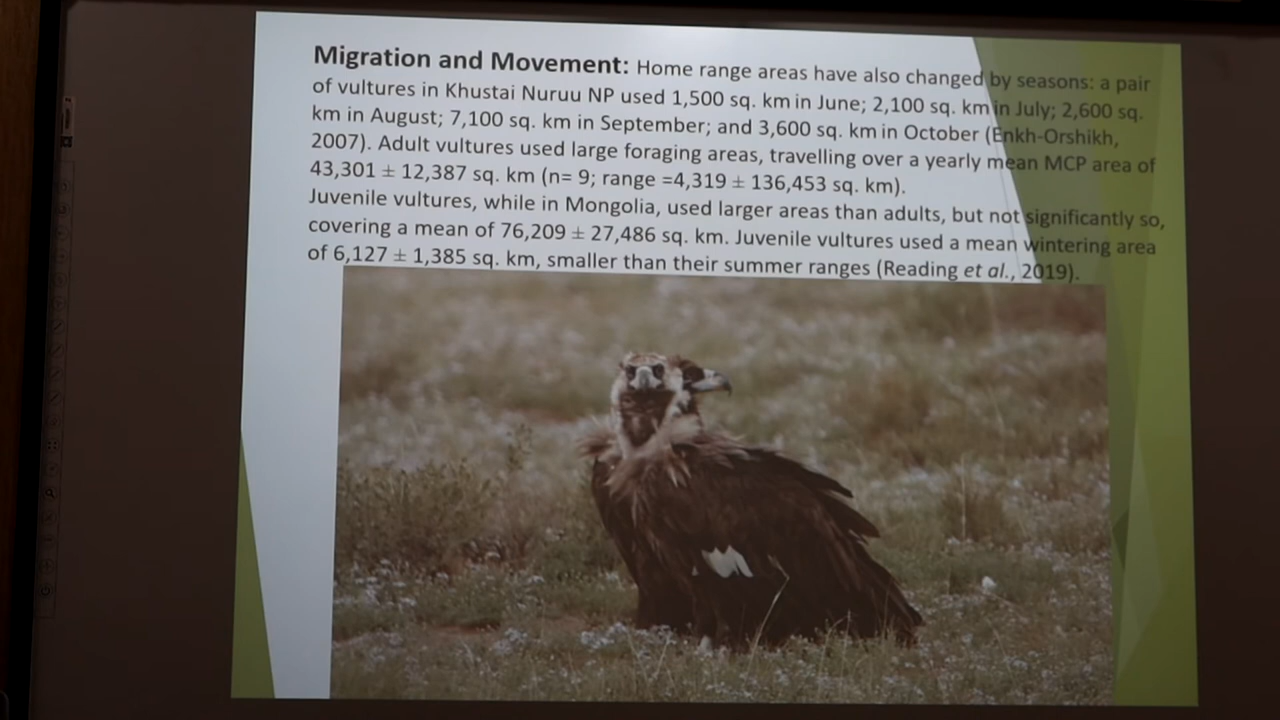 Migration and Movement: Home range areas have also changed by seasons: a pair
of vultures in Khustai Nuruu NP used 1,500 sq. km in June; 2,100 sq. km in July; 2,600 sq.
km in August; 7,100 sq. km in September; and 3,600 sq. km in October (Enkh-Orshikh,
2007). Adult vultures used large foraging areas, travelling over a yearly mean MCP area of
43,301 ± 12,387 sq. km (n= 9; range =4,319 ± 136,453 sq. km).
Juvenile vultures, while in Mongolia, used larger areas than adults, but not significantly so,
covering a mean of 76,209 ± 27,486 sq. km. Juvenile vultures used a mean wintering area
of 6,127 ± 1,385 sq. km, smaller than their summer ranges (Reading et al., 2019).